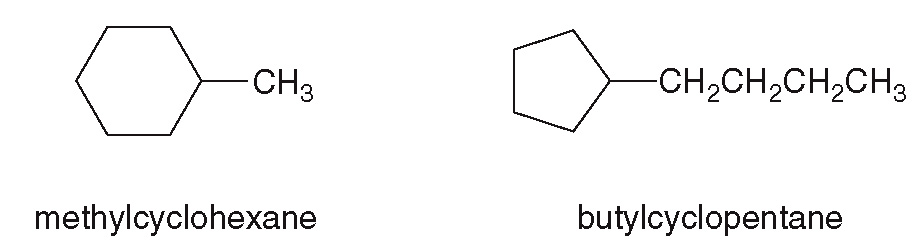 CH₃
CH₂CH₂CH₂CH₃
methylcyclohexane
butylcyclopentane